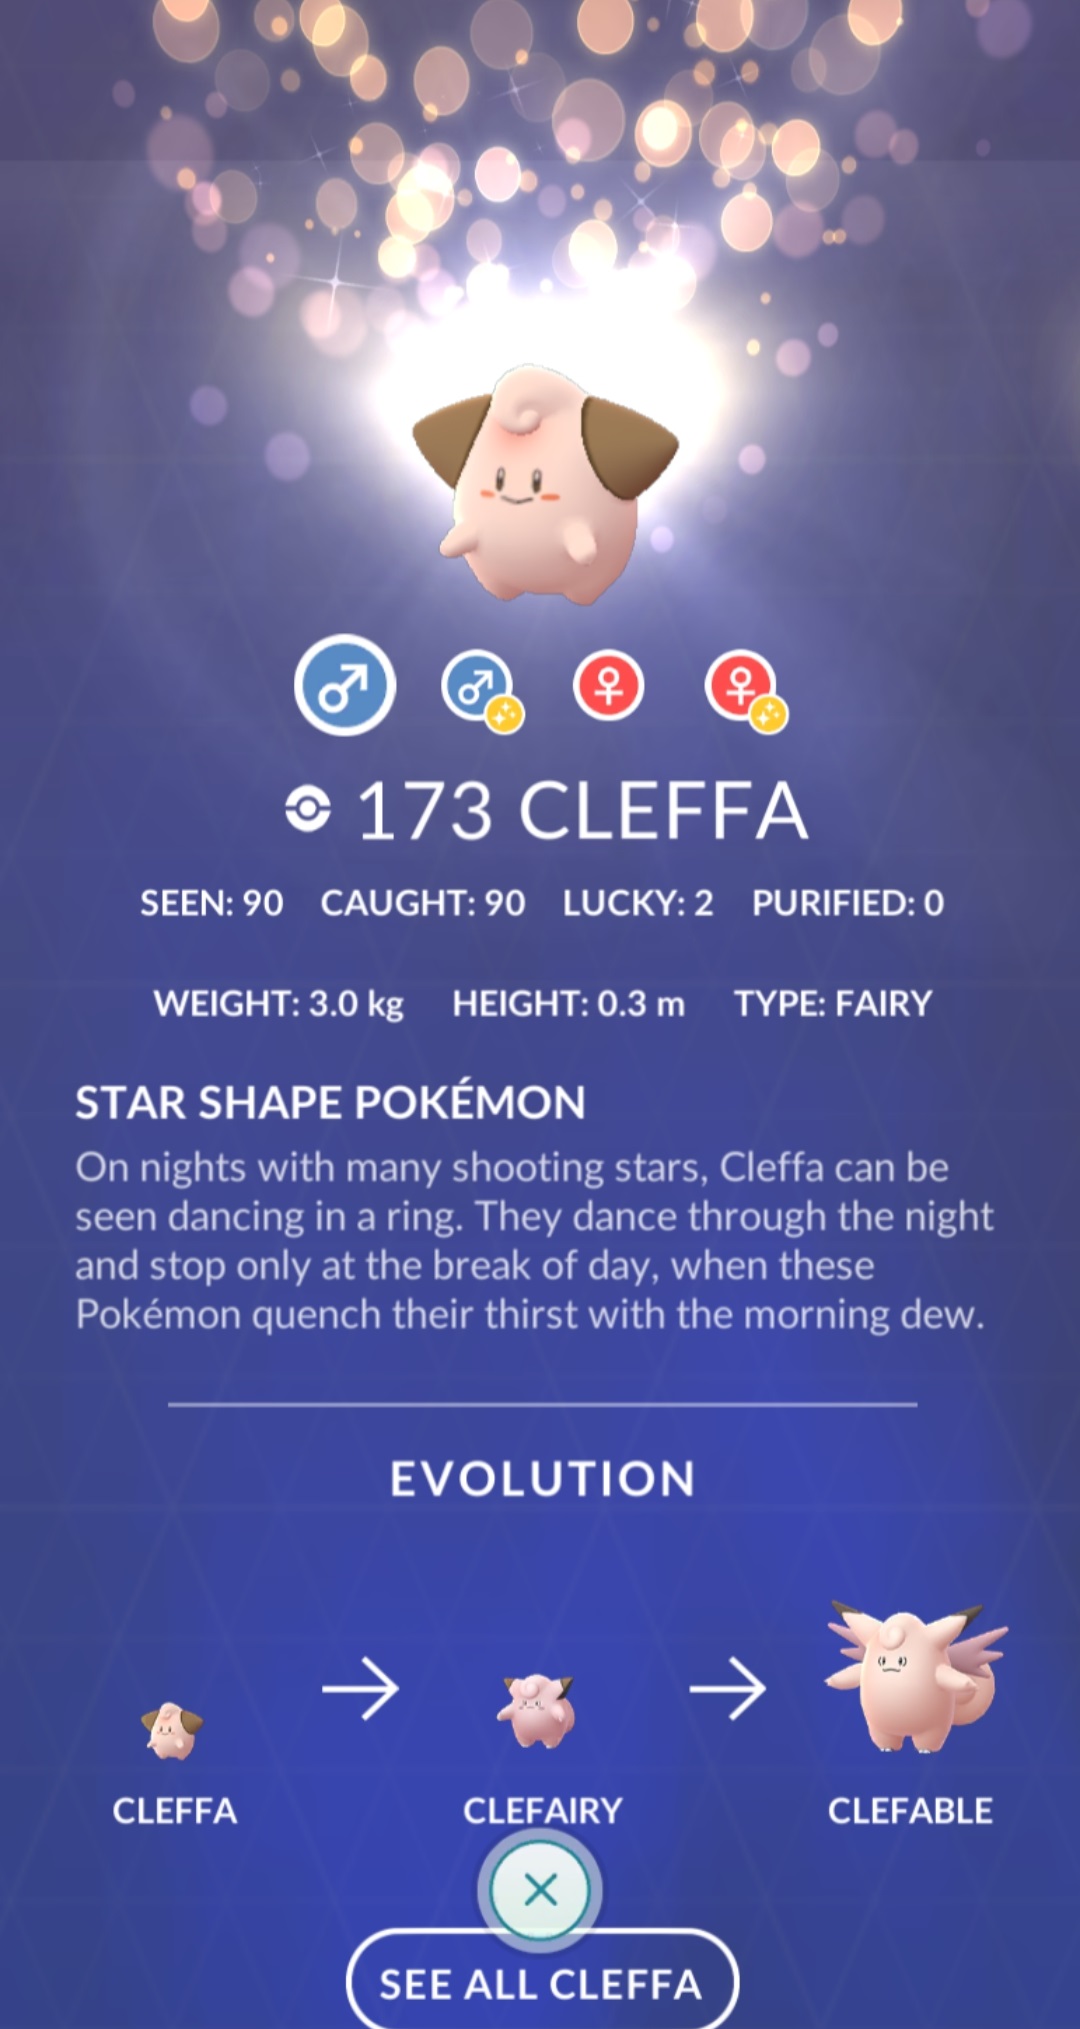 173 CLEFFA
SEEN: 90 CAUGHT: 90 LUCKY: 2 PURIFIED: 0
WEIGHT: 3.0 kg HEIGHT: 0.3 m TYPE: FAIRY
STAR SHAPE POKÉMON
On nights with many shooting stars, Cleffa can be
seen dancing in a ring. They dance through the night
and stop only at the break of day, when these
Pokémon quench their thirst with the morning dew.
EVOLUTION
CLEFFA CLEFAIRY CLEFABLE
SEE ALL CLEFFA